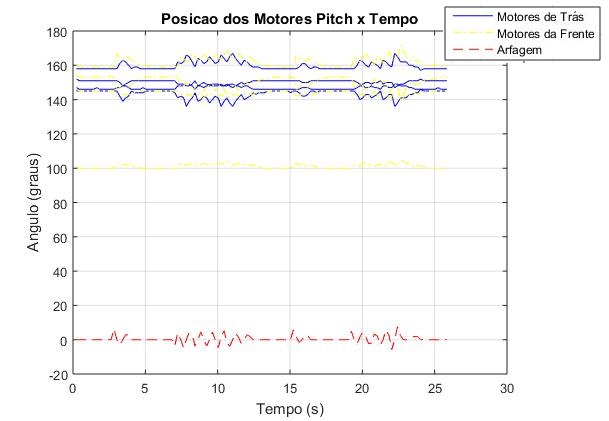 Posicao dos Motores Pitch x Tempo
Motores de Trás
Motores da Frente
Arfagem
Angulo (graus)
180
160
140
120
100
80
60
40
20
0
-20
0 5 10 15 20 25 30
Tempo (s)